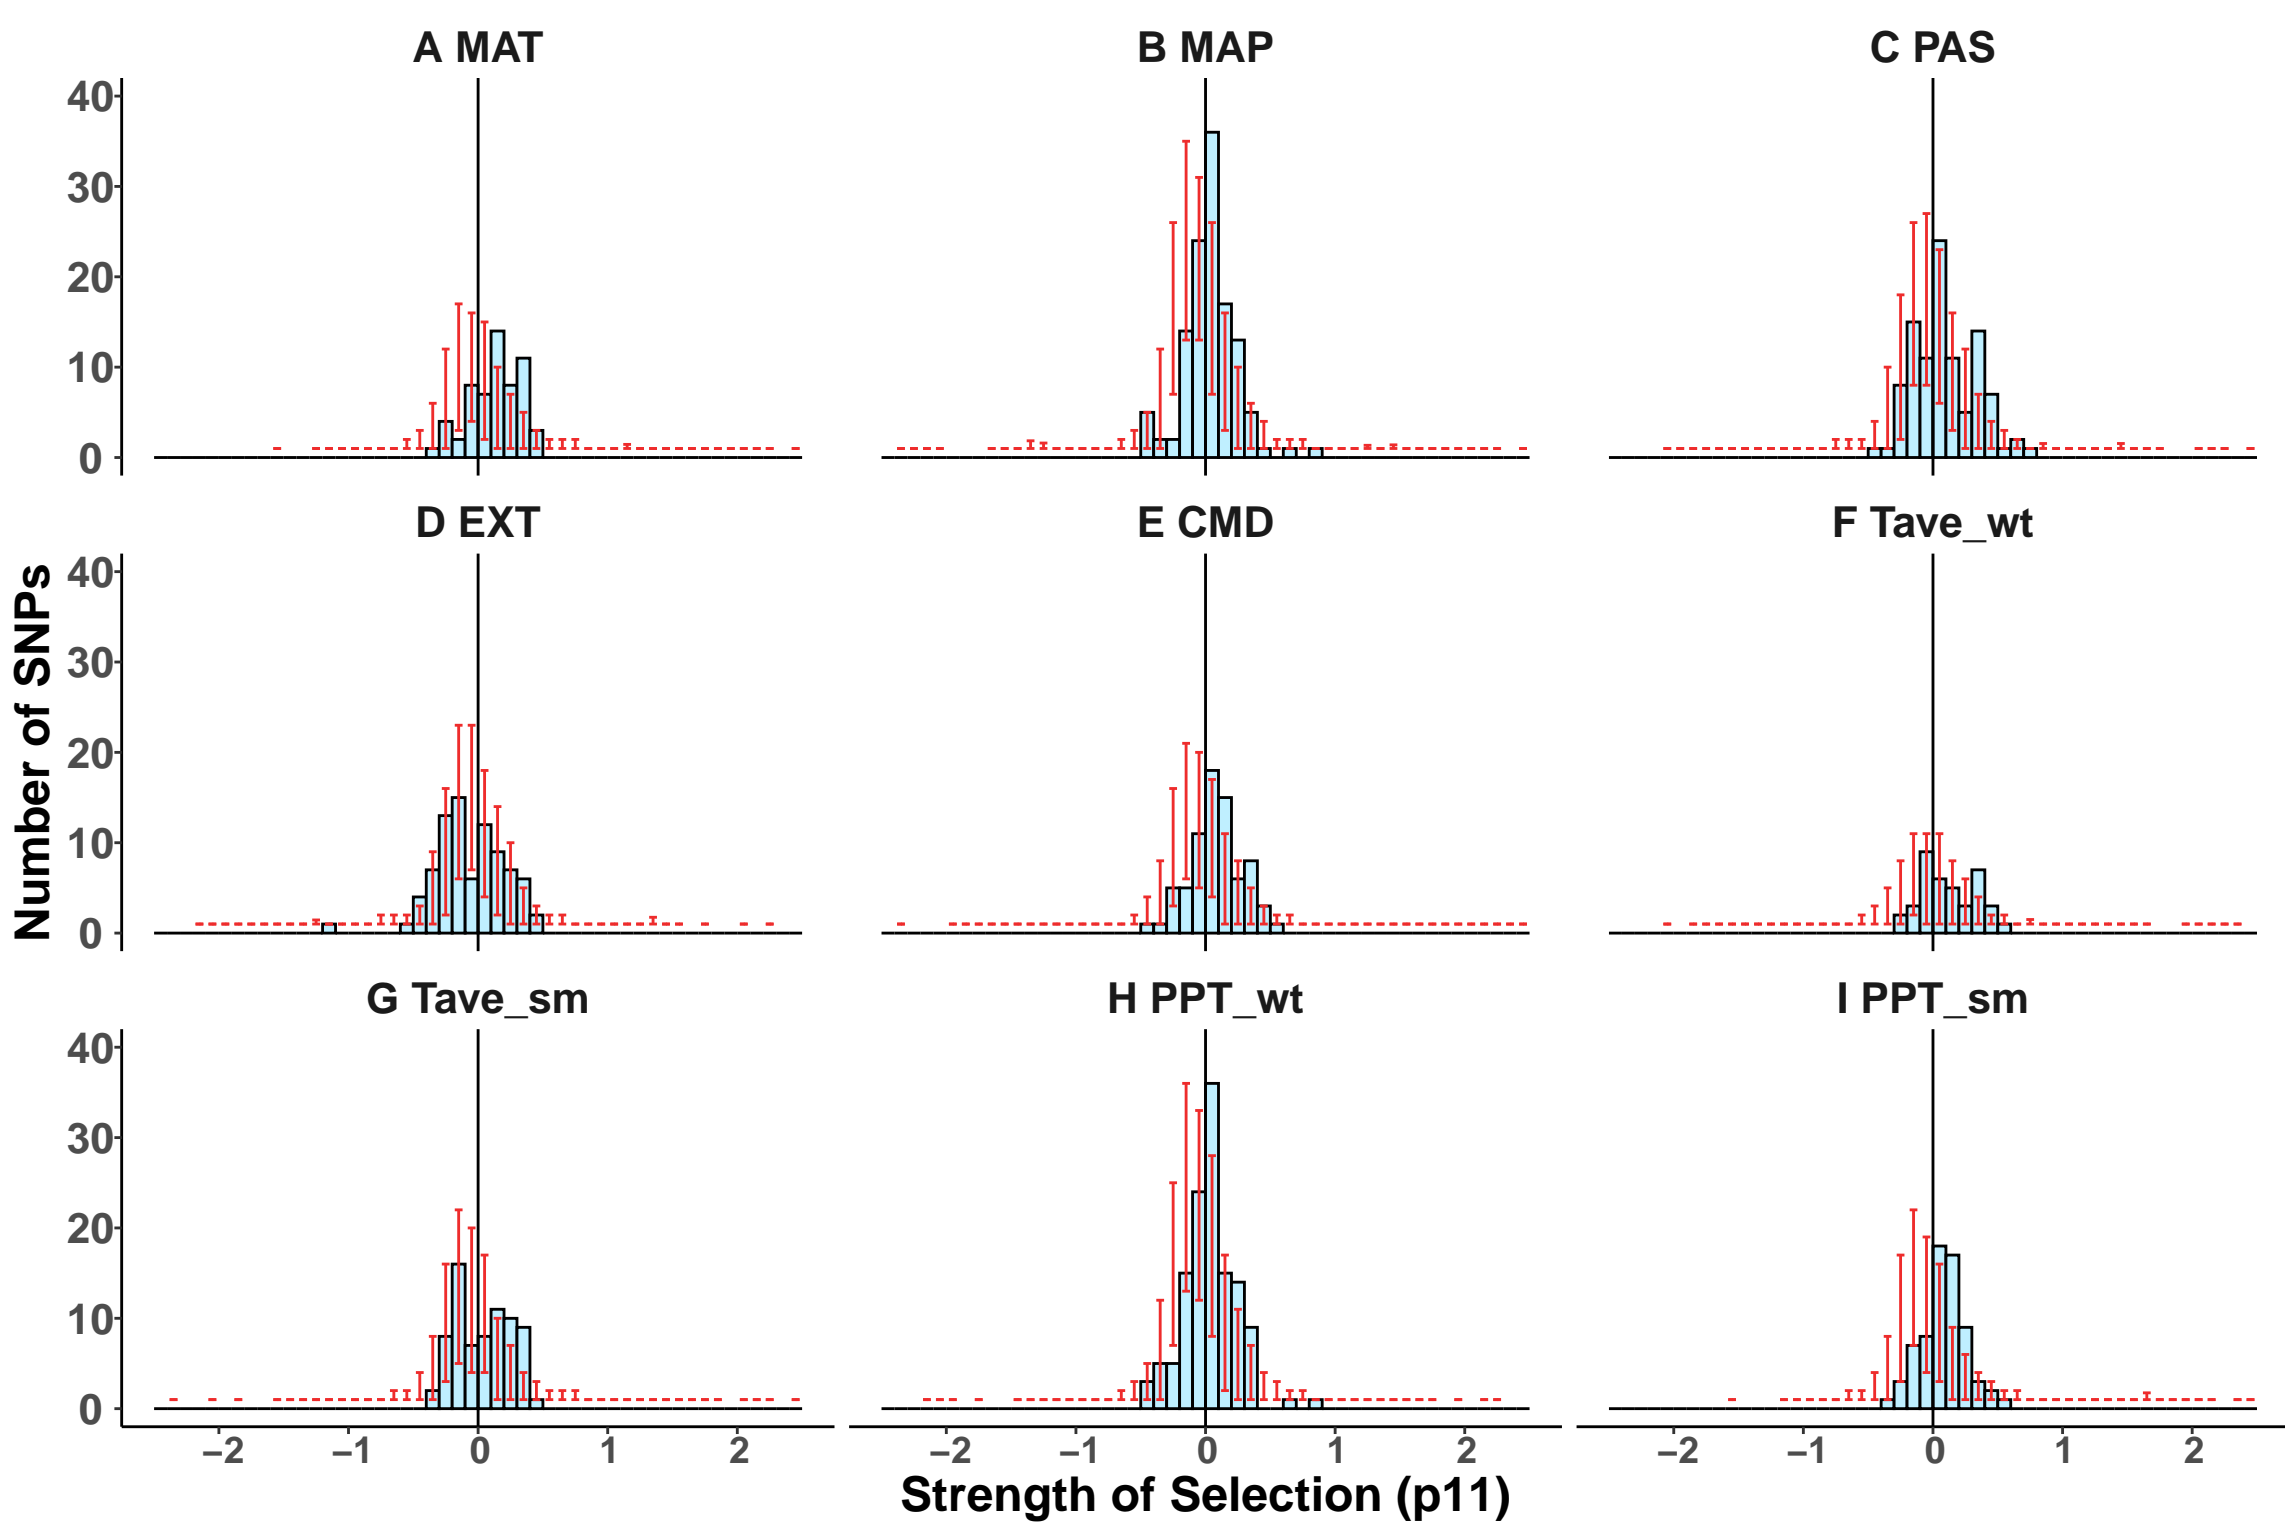 A MAT
B MAP
C PAS
40
30
20
10
0
D EXT
E CMD
F Tave_wt
Number of SNPs
40
30
20
10
0
G Tave_sm
H PPT_wt
I PPT_sm
40
30
20
10
0
−2 −1 0 1 2
−2 −1 0 1 2
−2 −1 0 1 2
Strength of Selection (p11)